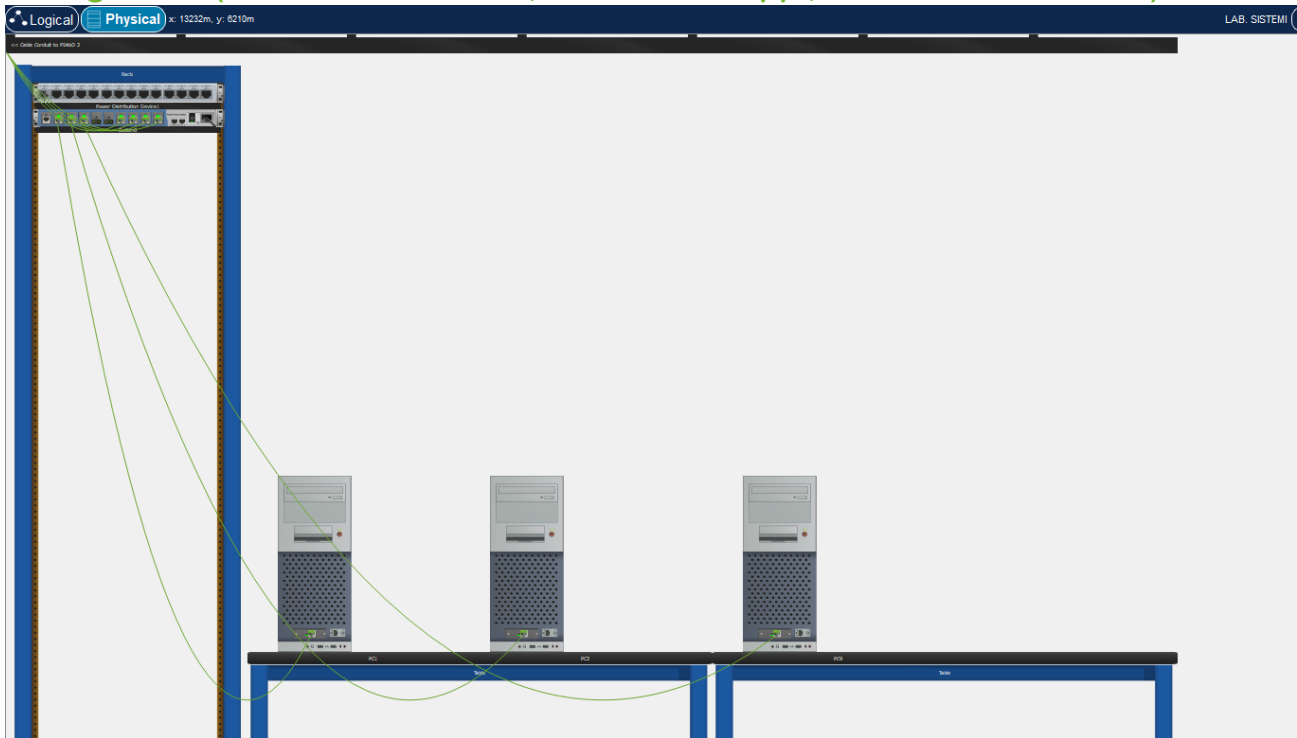 Logical Physical x: 13232m, y: 6210m LAB. SISTEMI
<< Cable Conduit to PIANO 2
Rack
Power Distribution Device1
PC1 PC2
Table Table